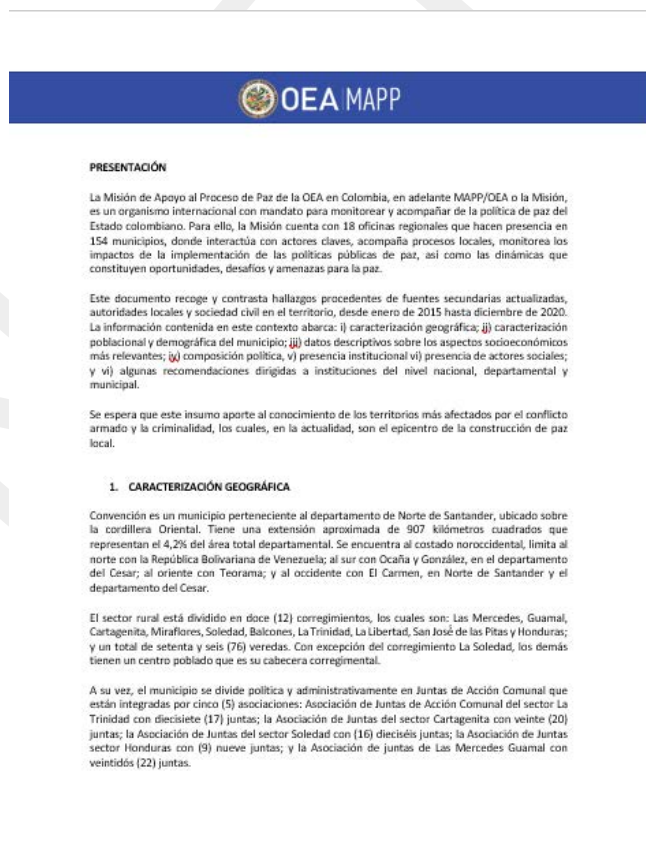 OEA MAPP
PRESENTACIÓN
La Misión de Apoyo al Proceso de Paz de la OEA en Colombia, en adelante MAPP/OEA o la Misión,
es un organismo internacional con mandato para monitorear y acompañar de la política de paz del
Estado colombiano. Para ello, la Misión cuenta con 18 oficinas regionales que hacen presencia en
154 municipios, donde interactúa con actores claves, acompaña procesos locales, monitorea los
impactos de la implementación de las políticas públicas de paz, así como las dinámicas que
constituyen oportunidades, desafíos y amenazas para la paz.
Este documento recoge y contrasta hallazgos procedentes de fuentes secundarias actualizadas,
autoridades locales y sociedad civil en el territorio, desde enero de 2015 hasta diciembre de 2020.
La información contenida en este contexto abarca: i) caracterización geográfica; ii) caracterización
poblacional y demográfica del municipio; iii) datos descriptivos sobre los aspectos socioeconómicos
más relevantes; iv) composición política, v) presencia institucional vi) presencia de actores sociales;
y vi) algunas recomendaciones dirigidas a instituciones del nivel nacional, departamental y
municipal.
Se espera que este insumo aporte al conocimiento de los territorios más afectados por el conflicto
armado y la criminalidad, los cuales, en la actualidad, son el epicentro de la construcción de paz
local.
1. CARACTERIZACIÓN GEOGRÁFICA
Convención es un municipio perteneciente al departamento de Norte de Santander, ubicado sobre
la cordillera Oriental. Tiene una extensión aproximada de 907 kilómetros cuadrados que
representan el 4,2% del área total departamental. Se encuentra al costado noroccidental, limita al
norte con la República Bolivariana de Venezuela; al sur con Ocaña y González, en el departamento
del Cesar; al oriente con Teorama; y al occidente con El Carmen, en Norte de Santander y el
departamento del Cesar.
El sector rural está dividido en doce (12) corregimientos, los cuales son: Las Mercedes, Guamal,
Cartagenita, Miraflores, Soledad, Balcones, La Trinidad, La Libertad, San José de las Pitas y Honduras;
y un total de setenta y seis (76) veredas. Con excepción del corregimiento La Soledad, los demás
tienen un centro poblado que es su cabecera corregimental.
A su vez, el municipio se divide política y administrativamente en Juntas de Acción Comunal que
están integradas por cinco (5) asociaciones: Asociación de Juntas de Acción Comunal del sector La
Trinidad con diecisiete (17) juntas; la Asociación de Juntas del sector Cartagenita con veinte (20)
juntas; la Asociación de Juntas del sector Soledad con (16) dieciséis juntas; la Asociación de Juntas
sector Honduras con (9) nueve juntas; y la Asociación de juntas de Las Mercedes Guamal con
veintidós (22) juntas.